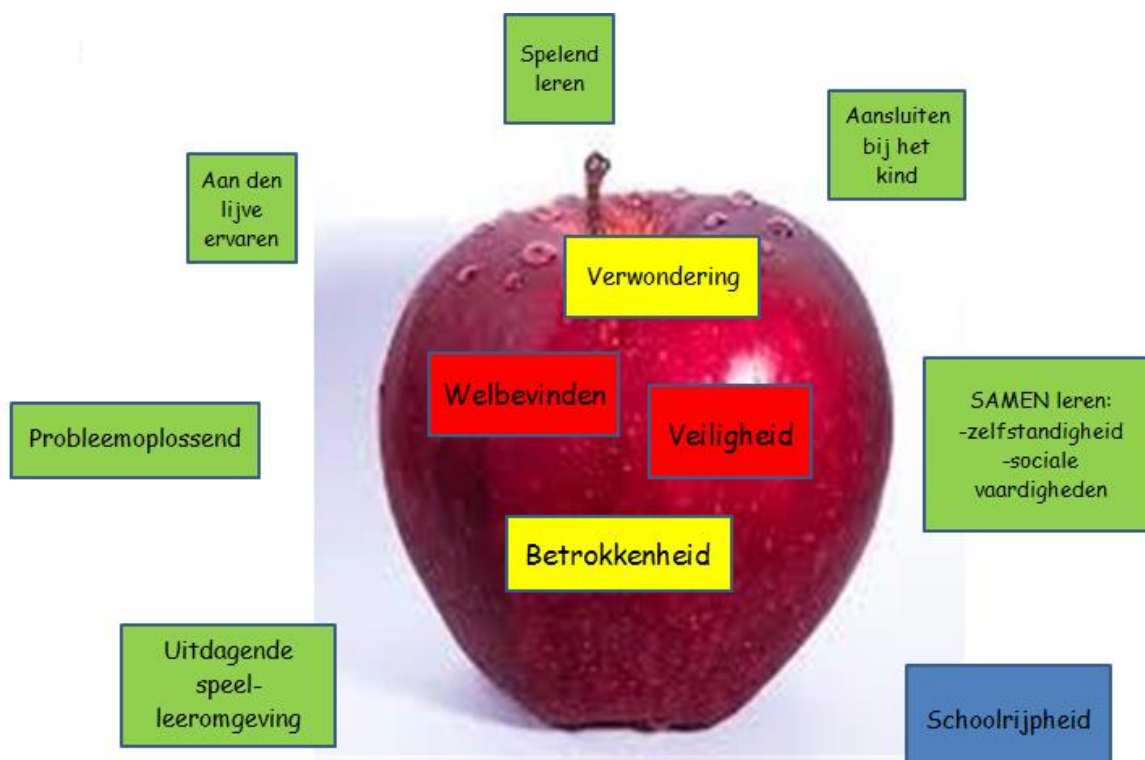 Spelend
leren
Aansluiten
bij het
kind
Aan den
lijve
ervaren
Verwondering
Welbevinden
Veiligheid
SAMEN leren:
-zelfstandigheid
-sociale
vaardigheden
Probleemoplossend
Betrokkenheid
Uitdagende
speel-
leeromgeving
Schoolrijpheid